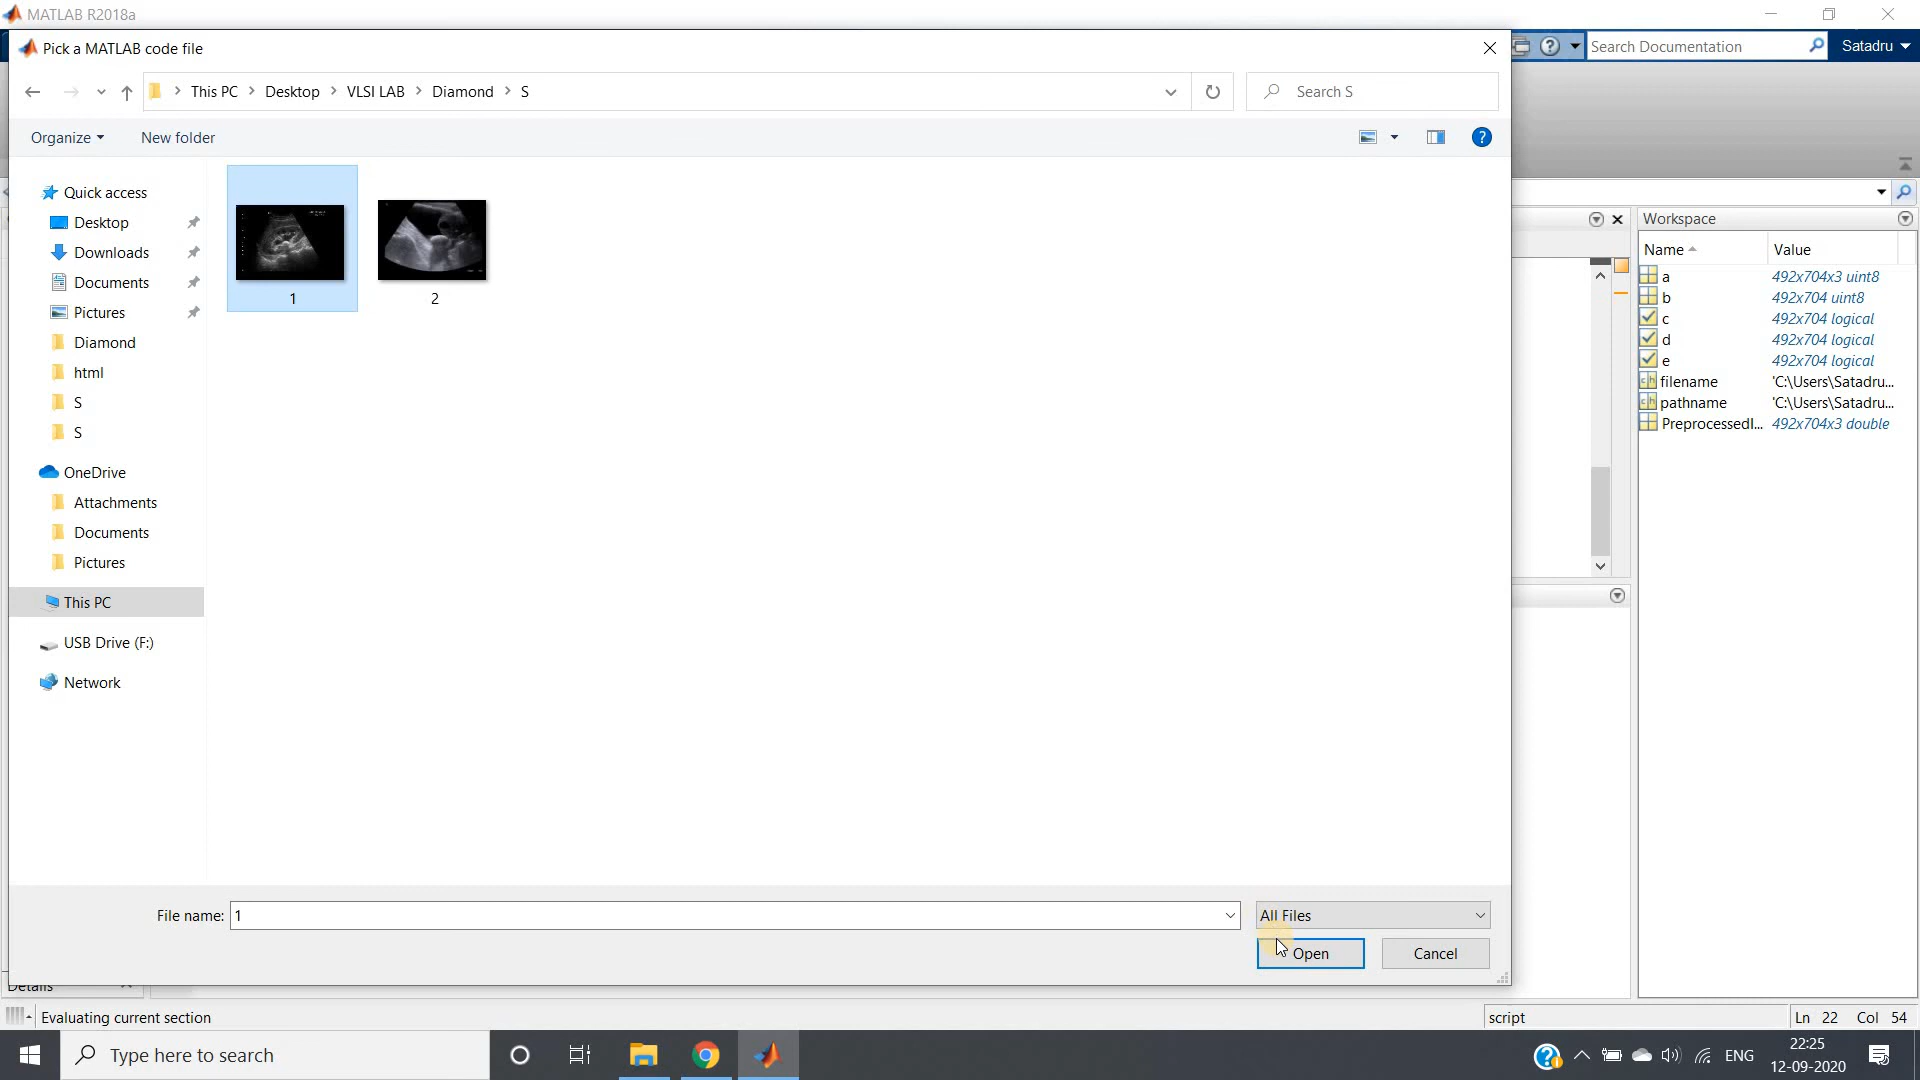 MATLAB R2018a
Pick a MATLAB code file
Search Documentation
Satadru
This PC > Desktop > VLSI LAB > Diamond > S
Search S
Organize
New folder
Quick access
Desktop
Downloads
Documents
Pictures
Diamond
html
S
S
OneDrive
Attachments
Documents
Pictures
This PC
USB Drive (F:)
Network
1
2
Workspace
Name
Value
a 492x704x3 uint8
b 492x704 uint8
c 492x704 logical
d 492x704 logical
e 492x704 logical
filename 'C:\Users\Satadru...
pathname 'C:\Users\Satadru...
PreprocessedI... 492x704x3 double
File name: 1
All Files
Open
Cancel
Details
Evaluating current section
script
Ln 22 Col 54
Type here to search
ENG
22:25
12-09-2020